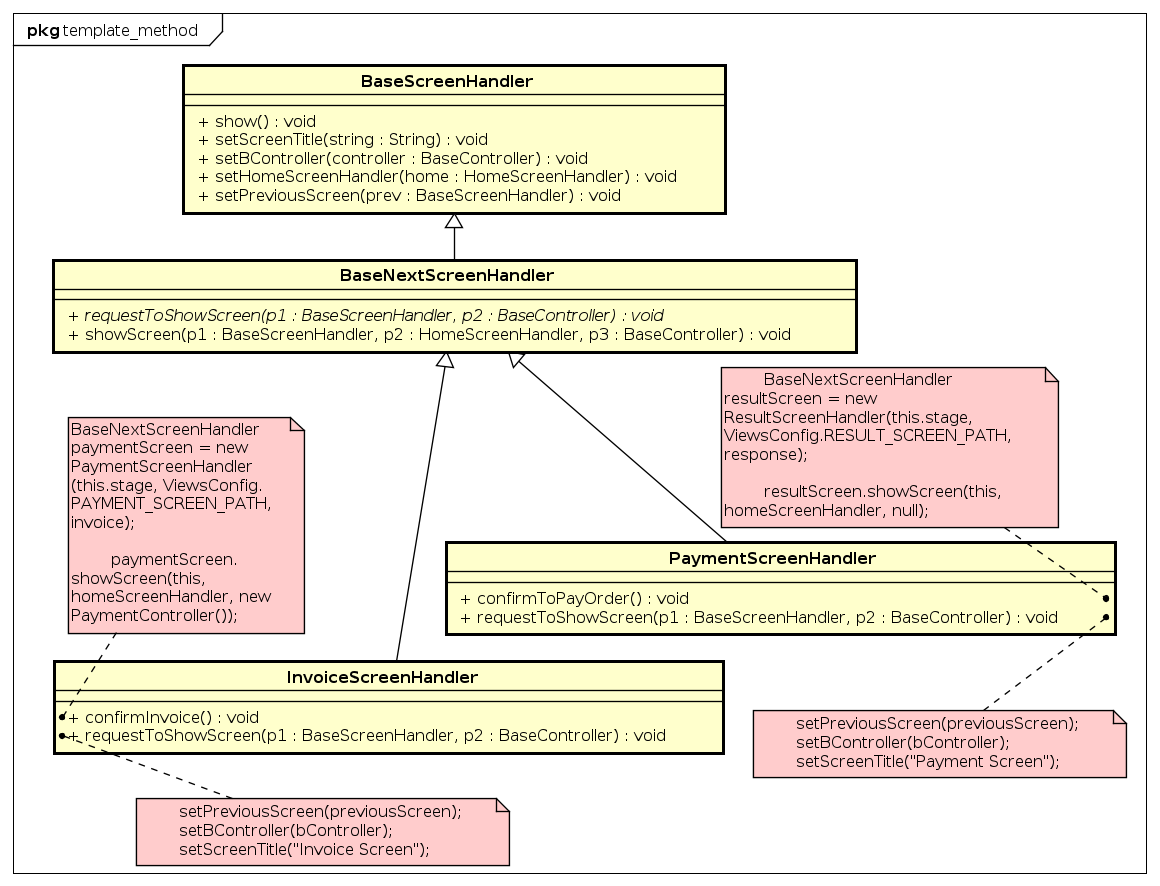 pkg template_method
BaseScreenHandler
+ show() : void
+ setScreenTitle(string : String) : void
+ setBController(controller : BaseController) : void
+ setHomeScreenHandler(home : HomeScreenHandler) : void
+ setPreviousScreen(prev : BaseScreenHandler) : void
BaseNextScreenHandler
+ requestToShowScreen(p1 : BaseScreenHandler, p2 : BaseController) : void
+ showScreen(p1 : BaseScreenHandler, p2 : HomeScreenHandler, p3 : BaseController) : void
BaseNextScreenHandler
resultScreen = new
ResultScreenHandler(this.stage,
ViewsConfig.RESULT_SCREEN_PATH,
response);
resultScreen.showScreen(this,
homeScreenHandler, null);
BaseNextScreenHandler
paymentScreen = new
PaymentScreenHandler
(this.stage, ViewsConfig.
PAYMENT_SCREEN_PATH,
invoice);
paymentScreen.
showScreen(this,
homeScreenHandler, new
PaymentController());
PaymentScreenHandler
+ confirmToPayOrder() : void
+ requestToShowScreen(p1 : BaseScreenHandler, p2 : BaseController) : void
InvoiceScreenHandler
+ confirmInvoice() : void
+ requestToShowScreen(p1 : BaseScreenHandler, p2 : BaseController) : void
setPreviousScreen(previousScreen);
setBController(bController);
setScreenTitle("Payment Screen");
setPreviousScreen(previousScreen);
setBController(bController);
setScreenTitle("Invoice Screen");